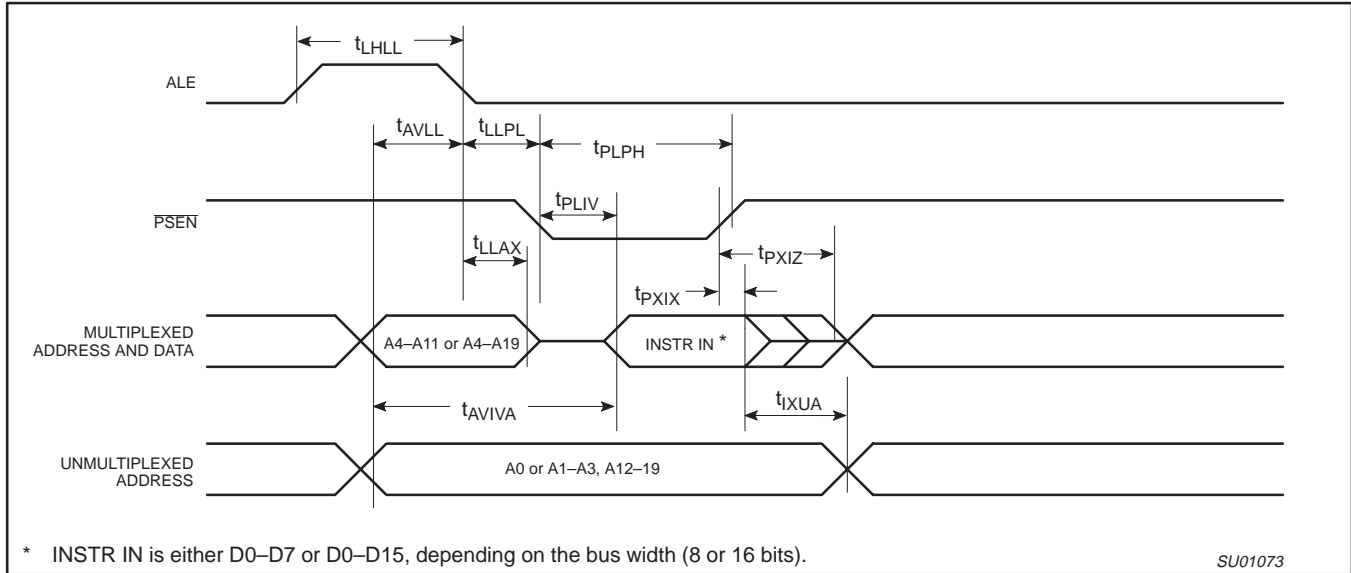 tLHLL
ALE
tAVLL
tLLPL
tPLPH
PSEN
tPLIV
tLLAX
tPXIZ
tPXIX
MULTIPLEXED
ADDRESS AND DATA
A4–A11 or A4–A19
INSTR IN *
tAVIVA
tIXUA
UNMULTIPLEXED
ADDRESS
A0 or A1–A3, A12–19
* INSTR IN is either D0–D7 or D0–D15, depending on the bus width (8 or 16 bits).
SU01073